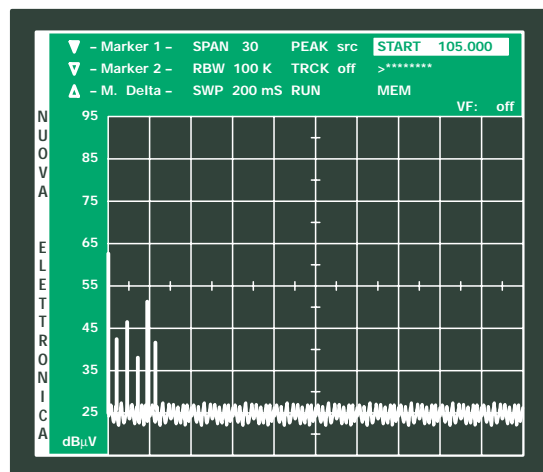 – Marker 1 – SPAN 30 PEAK src START 105.000
– Marker 2 – RBW 100 K TRCK off >********
– M. Delta – SWP 200 mS RUN MEM
VF: off
NUOVA ELETTRONICA
95
85
75
65
55
45
35
25
dBμV